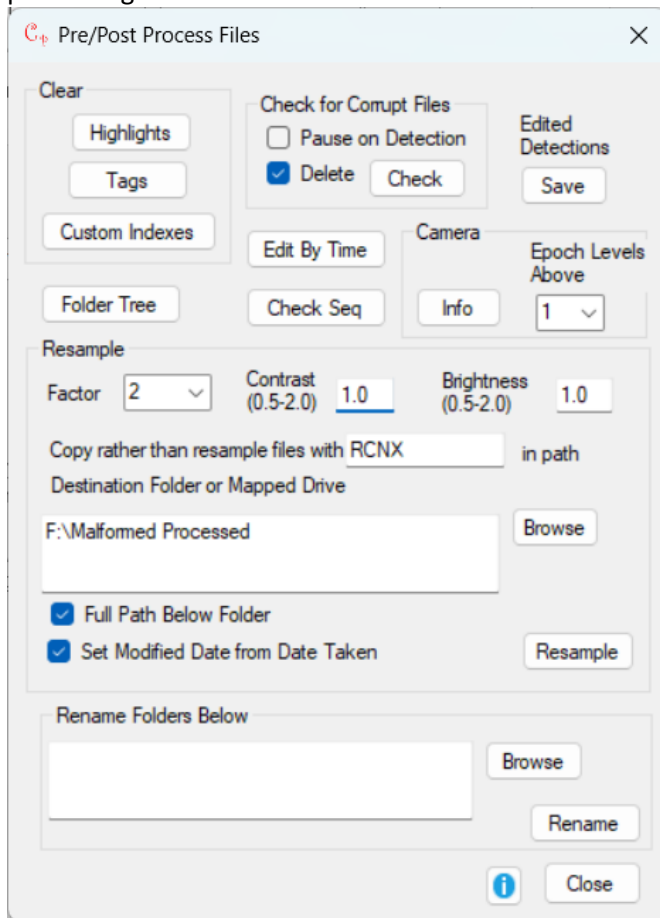 Pre/Post Process Files
Clear
Highlights
Tags
Custom Indexes
Check for Corrupt Files
Pause on Detection
Delete
Check
Edited
Detections
Save
Edit By Time
Camera
Epoch Levels
Above
Folder Tree
Check Seq
Info
1
Resample
Factor
2
Contrast
(0.5-2.0)
1.0
Brightness
(0.5-2.0)
1.0
Copy rather than resample files with RCNX in path
Destination Folder or Mapped Drive
F:\Malformed Processed
Browse
Full Path Below Folder
Set Modified Date from Date Taken
Resample
Rename Folders Below
Browse
Rename
Close